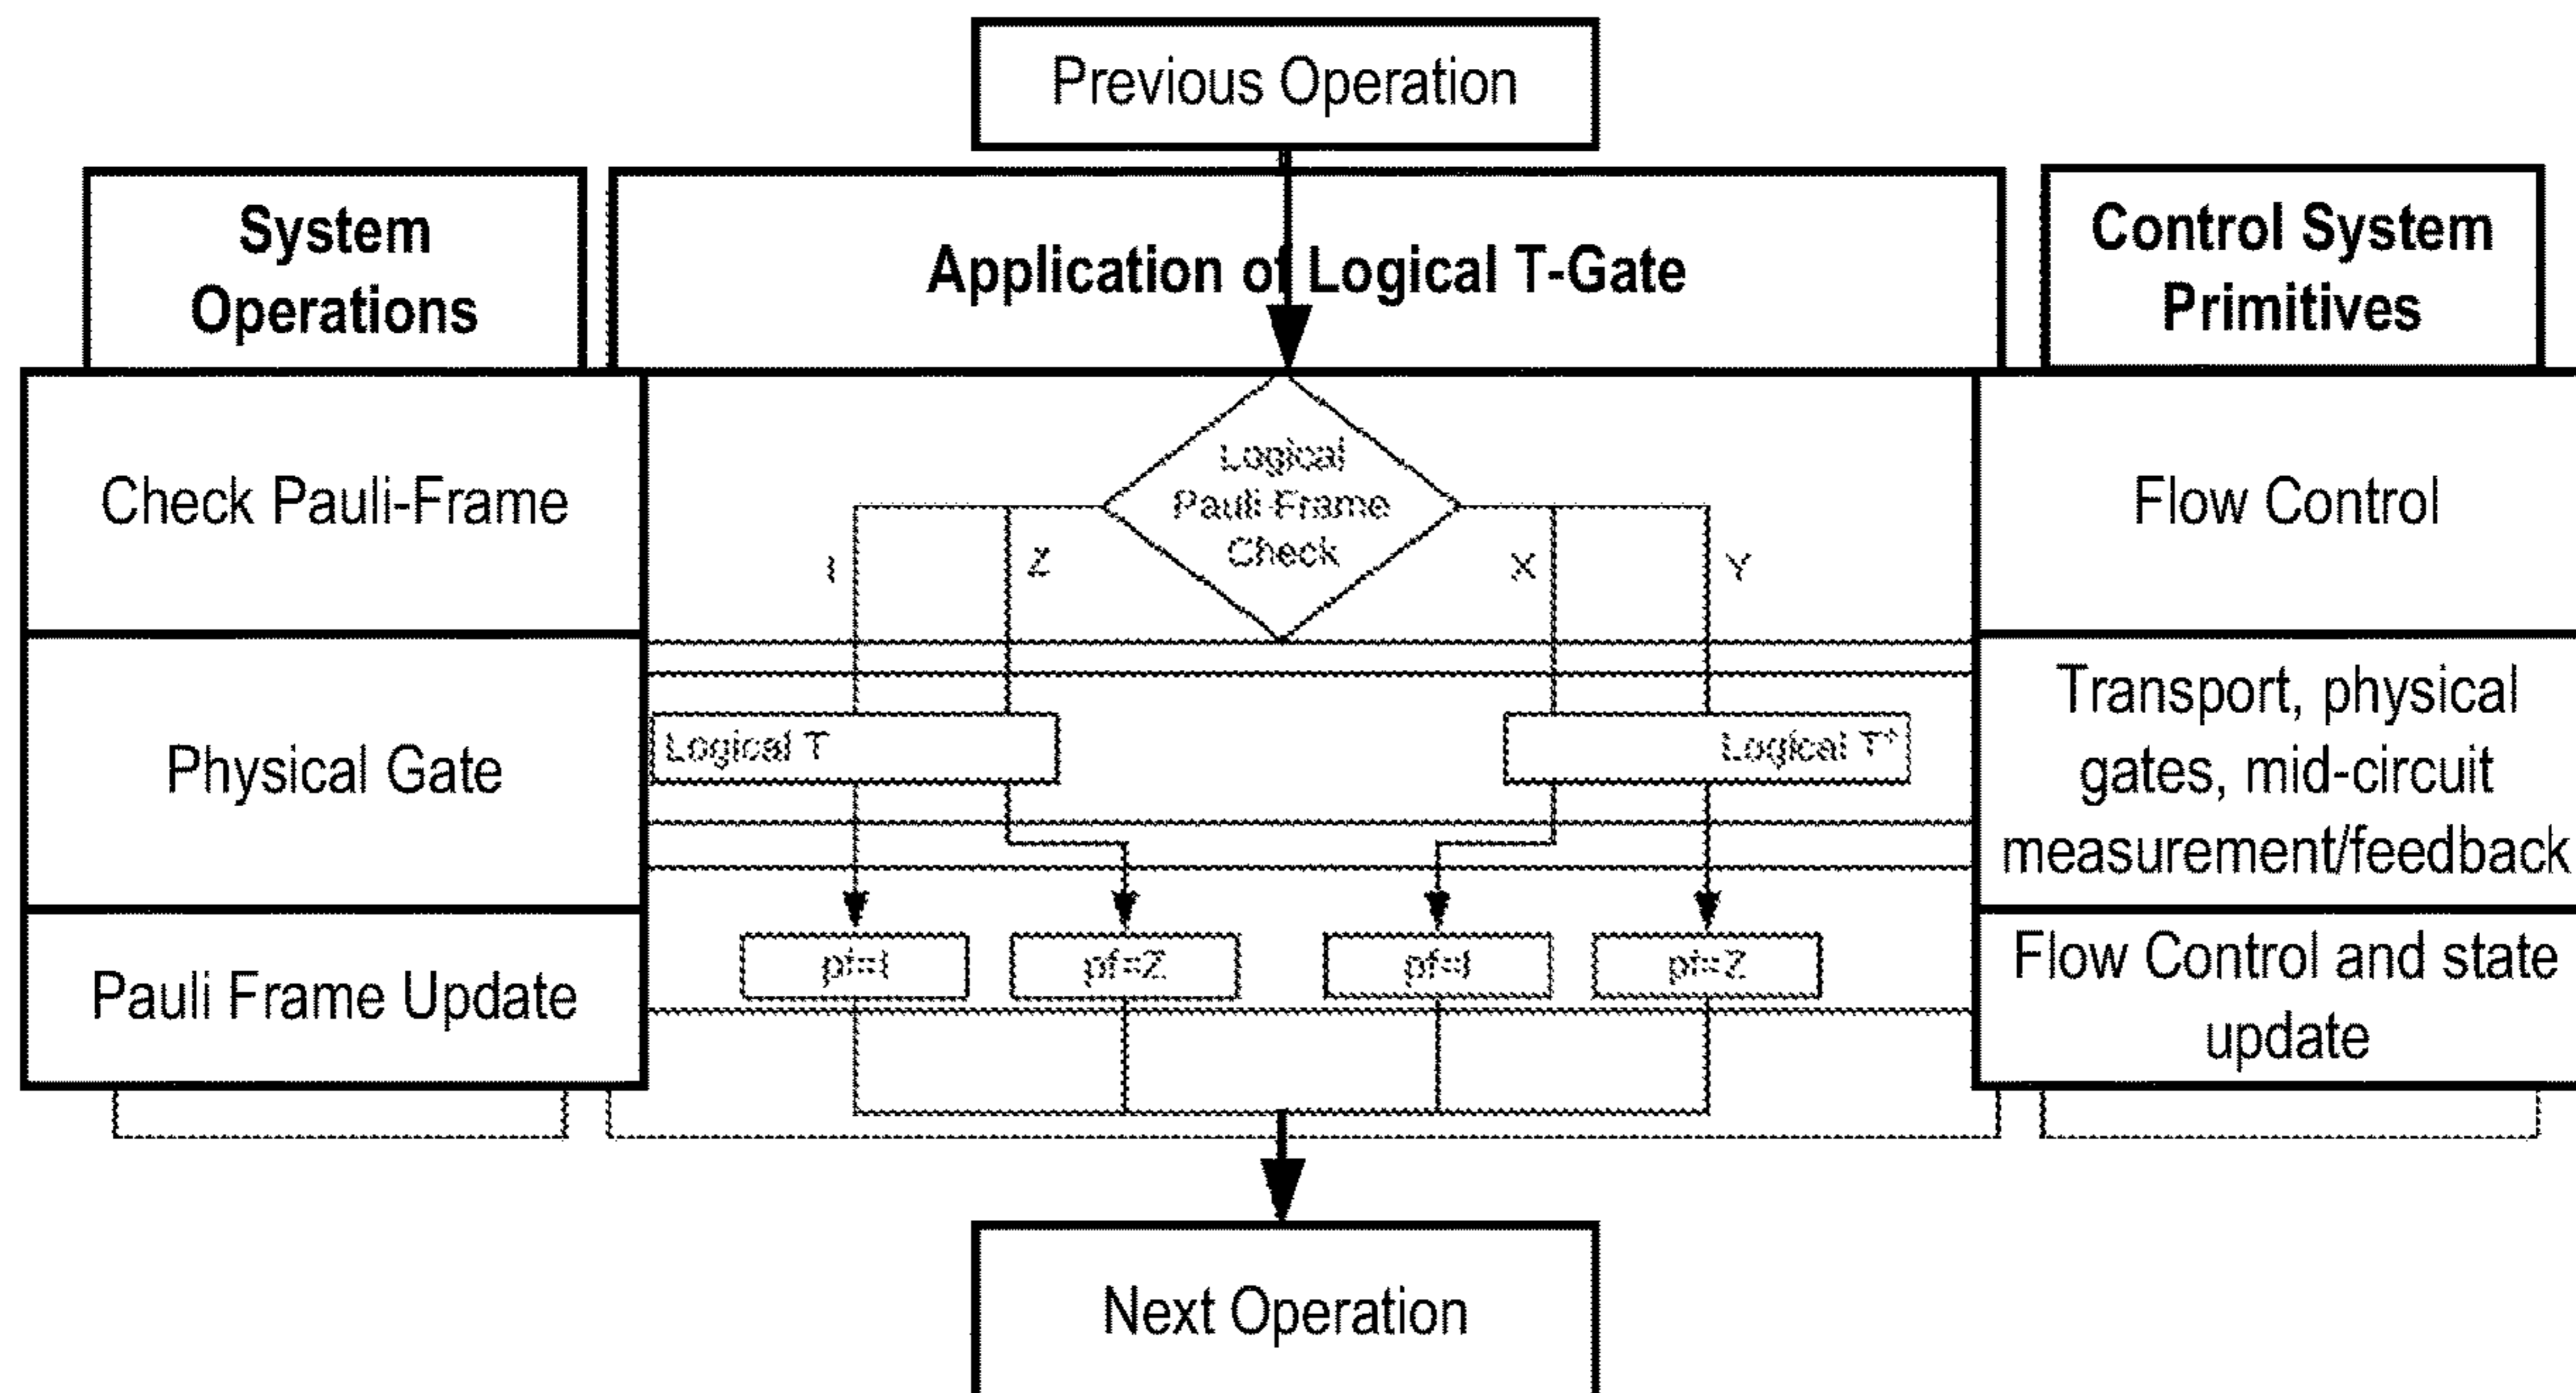 Previous Operation
System
Operations
Application of Logical T-Gate
Control System
Primitives
Check Pauli-Frame
Logical
Pauli-Frame
Check
I
Z
X
Y
Flow Control
Physical Gate
Logical T
Logical T⁺
Transport, physical
gates, mid-circuit
measurement/feedback
Pauli Frame Update
pf=I
pf=Z
pf=I
pf=Z
Flow Control and state
update
Next Operation